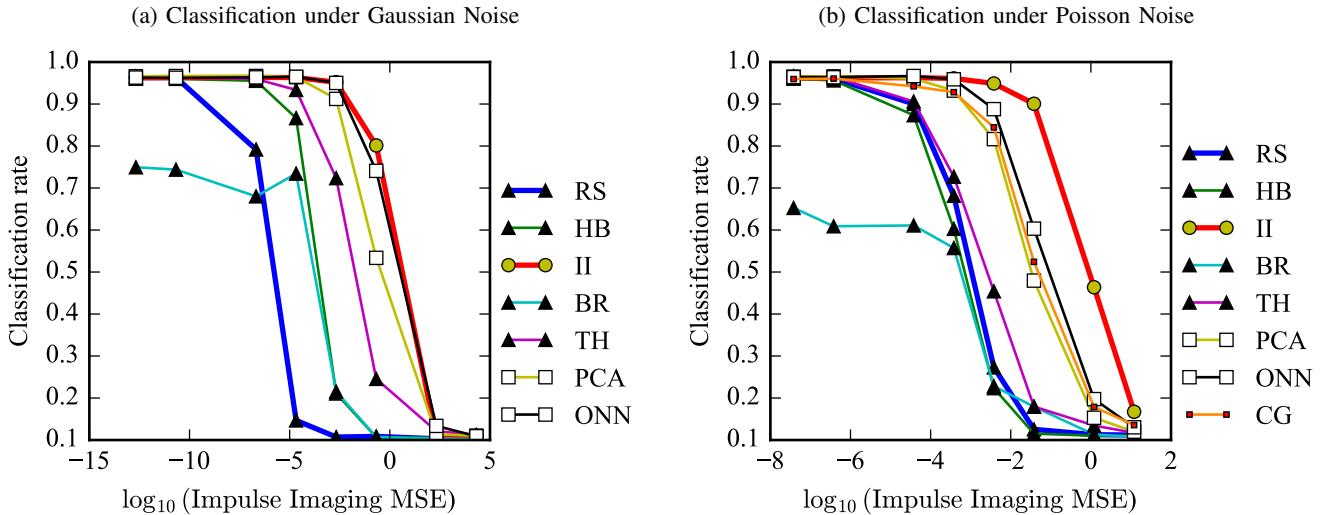 (a) Classification under Gaussian Noise
1.0
0.9
0.8
0.7
0.6
0.5
0.4
0.3
0.2
0.1
Classification rate
−15
−10
−5
0
5
log₁₀ (Impulse Imaging MSE)
RS
HB
II
BR
TH
PCA
ONN
(b) Classification under Poisson Noise
1.0
0.9
0.8
0.7
0.6
0.5
0.4
0.3
0.2
0.1
Classification rate
−8
−6
−4
−2
0
2
log₁₀ (Impulse Imaging MSE)
RS
HB
II
BR
TH
PCA
ONN
CG